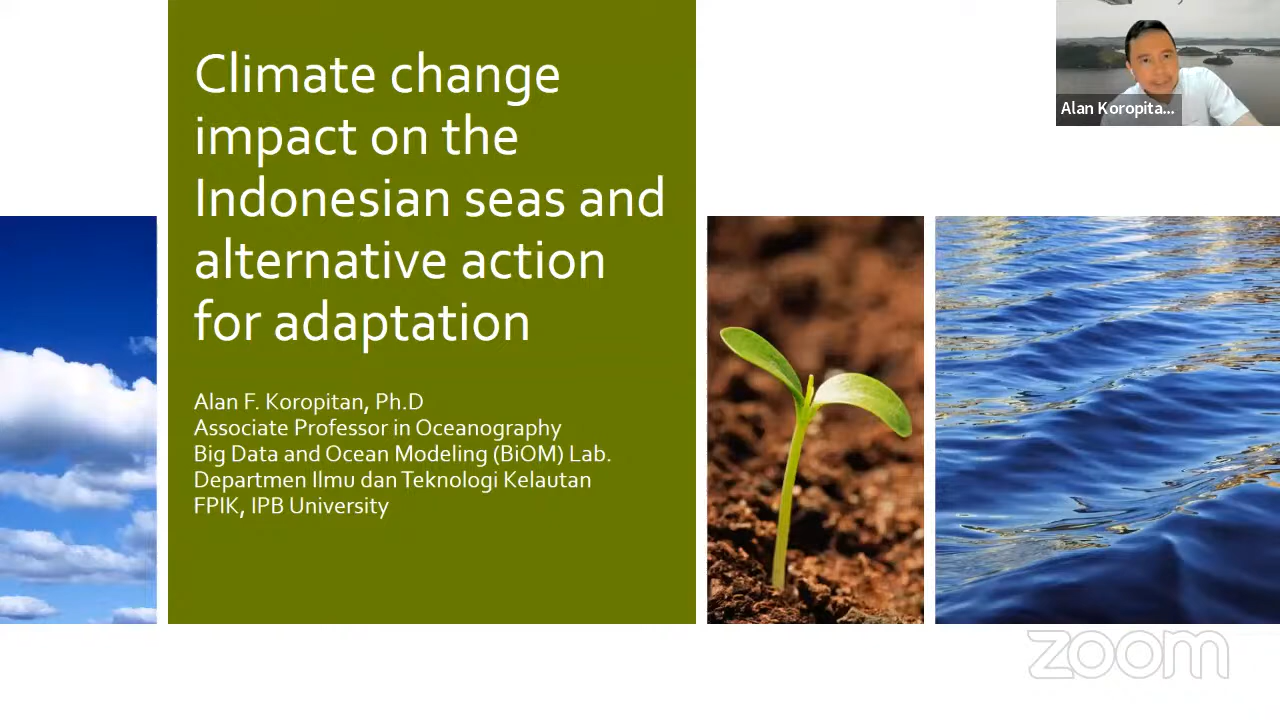 Climate change
impact on the
Indonesian seas and
alternative action
for adaptation
Alan F. Koropitan, Ph.D
Associate Professor in Oceanography
Big Data and Ocean Modeling (BiOM) Lab.
Departmen Ilmu dan Teknologi Kelautan
FPIK, IPB University
Alan Koropita...
zoom